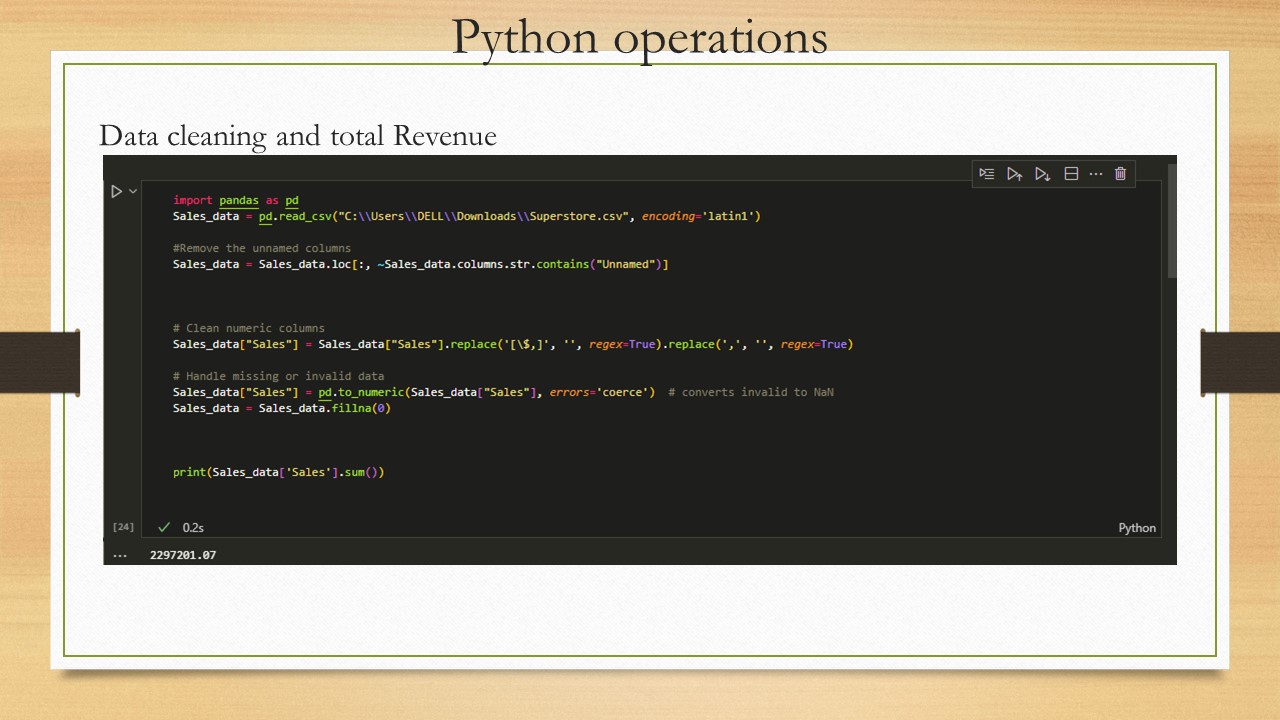 Python operations
Data cleaning and total Revenue
import pandas as pd
Sales_data = pd.read_csv("C:\\Users\\DELL\\Downloads\\Superstore.csv", encoding='latin1')
#Remove the unnamed columns
Sales_data = Sales_data.loc[:, ~Sales_data.columns.str.contains("Unnamed")]
# Clean numeric columns
Sales_data["Sales"] = Sales_data["Sales"].replace('[\$,]', '', regex=True).replace(',', '', regex=True)
# Handle missing or invalid data
Sales_data["Sales"] = pd.to_numeric(Sales_data["Sales"], errors='coerce')  # converts invalid to NaN
Sales_data = Sales_data.fillna(0)
print(Sales_data['Sales'].sum())
[24] 0.2s Python
... 2297201.07